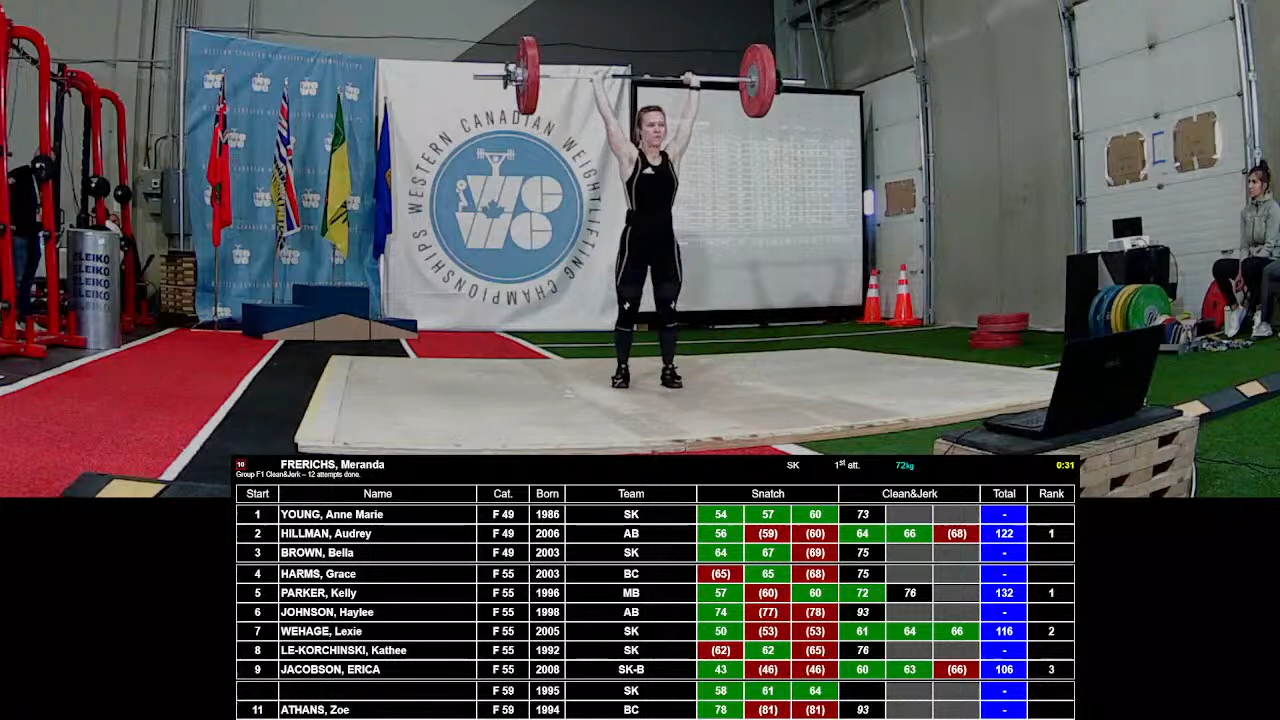 WESTERN CANADIAN WEIGHTLIFTING CHAMPIONSHIPS
WC
WC
ELEIKO
ELEIKO
ELEIKO
ELEIKO
10 FRERICHS, Meranda SK 1st att. 72kg 0:31
Group F1 Clean&Jerk – 12 attempts done.
Start Name Cat. Born Team Snatch Clean&Jerk Total Rank
1 YOUNG, Anne Marie F 49 1986 SK 54 57 60 73 -
2 HILLMAN, Audrey F 49 2006 AB 56 (59) (60) 64 66 (68) 122 1
3 BROWN, Bella F 49 2003 SK 64 67 (69) 75 -
4 HARMS, Grace F 55 2003 BC (65) 65 (68) 75 -
5 PARKER, Kelly F 55 1996 MB 57 (60) 60 72 76 132 1
6 JOHNSON, Haylee F 55 1998 AB 74 (77) (78) 93 -
7 WEHAGE, Lexie F 55 2005 SK 50 (53) (53) 61 64 66 116 2
8 LE-KORCHINSKI, Kathee F 55 1992 SK (62) 62 (65) 76 -
9 JACOBSON, ERICA F 55 2008 SK-B 43 (46) (46) 60 63 (66) 106 3
F 59 1995 SK 58 61 64 -
11 ATHANS, Zoe F 59 1994 BC 78 (81) (81) 93 -